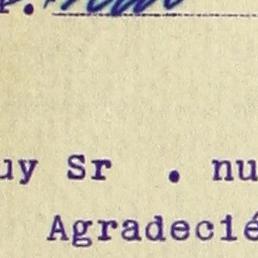 P.
uy Sr . nu
Agradecié